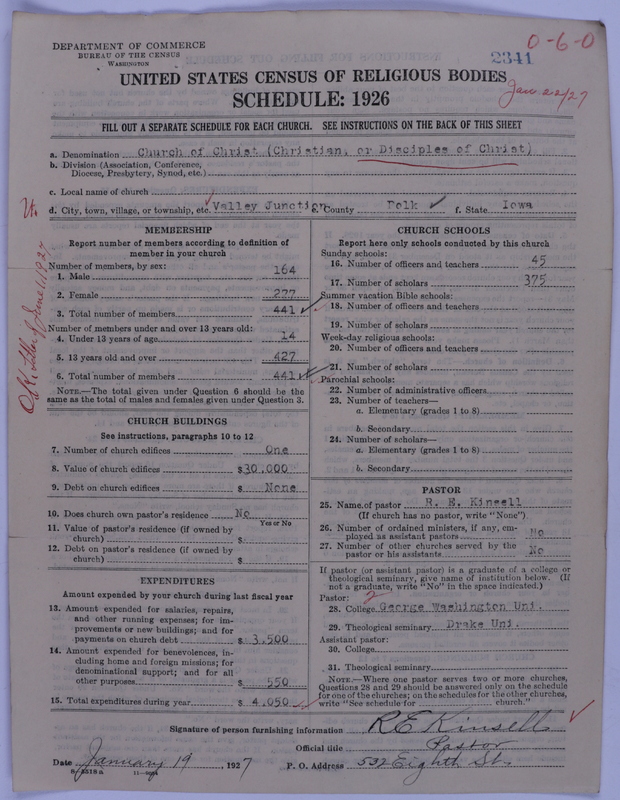 DEPARTMENT OF COMMERCE
BUREAU OF THE CENSUS
WASHINGTON
2341
0-6-0
Jan 22/27
UNITED STATES CENSUS OF RELIGIOUS BODIES
SCHEDULE: 1926
FILL OUT A SEPARATE SCHEDULE FOR EACH CHURCH. SEE INSTRUCTIONS ON THE BACK OF THIS SHEET
a. Denomination Church of Christ (Christian, or Disciples of Christ)
b. Division (Association, Conference, Diocese, Presbytery, Synod, etc.)
c. Local name of church
d. City, town, village, or township, etc. Valley Junction e. County Polk f. State Iowa
MEMBERSHIP
Report number of members according to definition of member in your church
Number of members, by sex:
1. Male 164
2. Female 277
3. Total number of members 441
Number of members under and over 13 years old:
4. Under 13 years of age 14
5. 13 years old and over 427
6. Total number of members 441
NOTE.—The total given under Question 6 should be the same as the total of males and females given under Question 3.
CHURCH BUILDINGS
See instructions, paragraphs 10 to 12
7. Number of church edifices One
8. Value of church edifices $30,000
9. Debt on church edifices $ None
10. Does church own pastor's residence No
Yes or No
11. Value of pastor's residence (if owned by church) $
12. Debt on pastor's residence (if owned by church) $
EXPENDITURES
Amount expended by your church during last fiscal year
13. Amount expended for salaries, repairs, and other running expenses; for improvements or new buildings; and for payments on church debt $ 3,500
14. Amount expended for benevolences, including home and foreign missions; for denominational support; and for all other purposes $ 550
15. Total expenditures during year $ 4,050
CHURCH SCHOOLS
Report here only schools conducted by this church
Sunday schools:
16. Number of officers and teachers 45
17. Number of scholars 375
Summer vacation Bible schools:
18. Number of officers and teachers
19. Number of scholars
Week-day religious schools:
20. Number of officers and teachers
21. Number of scholars
Parochial schools:
22. Number of administrative officers
23. Number of teachers—
a. Elementary (grades 1 to 8)
b. Secondary
24. Number of scholars—
a. Elementary (grades 1 to 8)
b. Secondary
PASTOR
25. Name of pastor R. E. Kinsell
(If church has no pastor, write "None")
26. Number of ordained ministers, if any, employed as assistant pastors No
27. Number of other churches served by the pastor or his assistants No
If pastor (or assistant pastor) is a graduate of a college or theological seminary, give name of institution below. (If not a graduate, write "No" in the space indicated.)
Pastor: 2
28. College George Washington Uni.
29. Theological seminary Drake Uni.
Assistant pastor:
30. College
31. Theological seminary
NOTE.—Where one pastor serves two or more churches, Questions 28 and 29 should be answered only on the schedule for one of the churches; on the schedules for the other churches, write "See schedule for church."
Signature of person furnishing information R E Kinsell
Official title Pastor
Date January 19, 1927 P. O. Address 532 Eighth St.